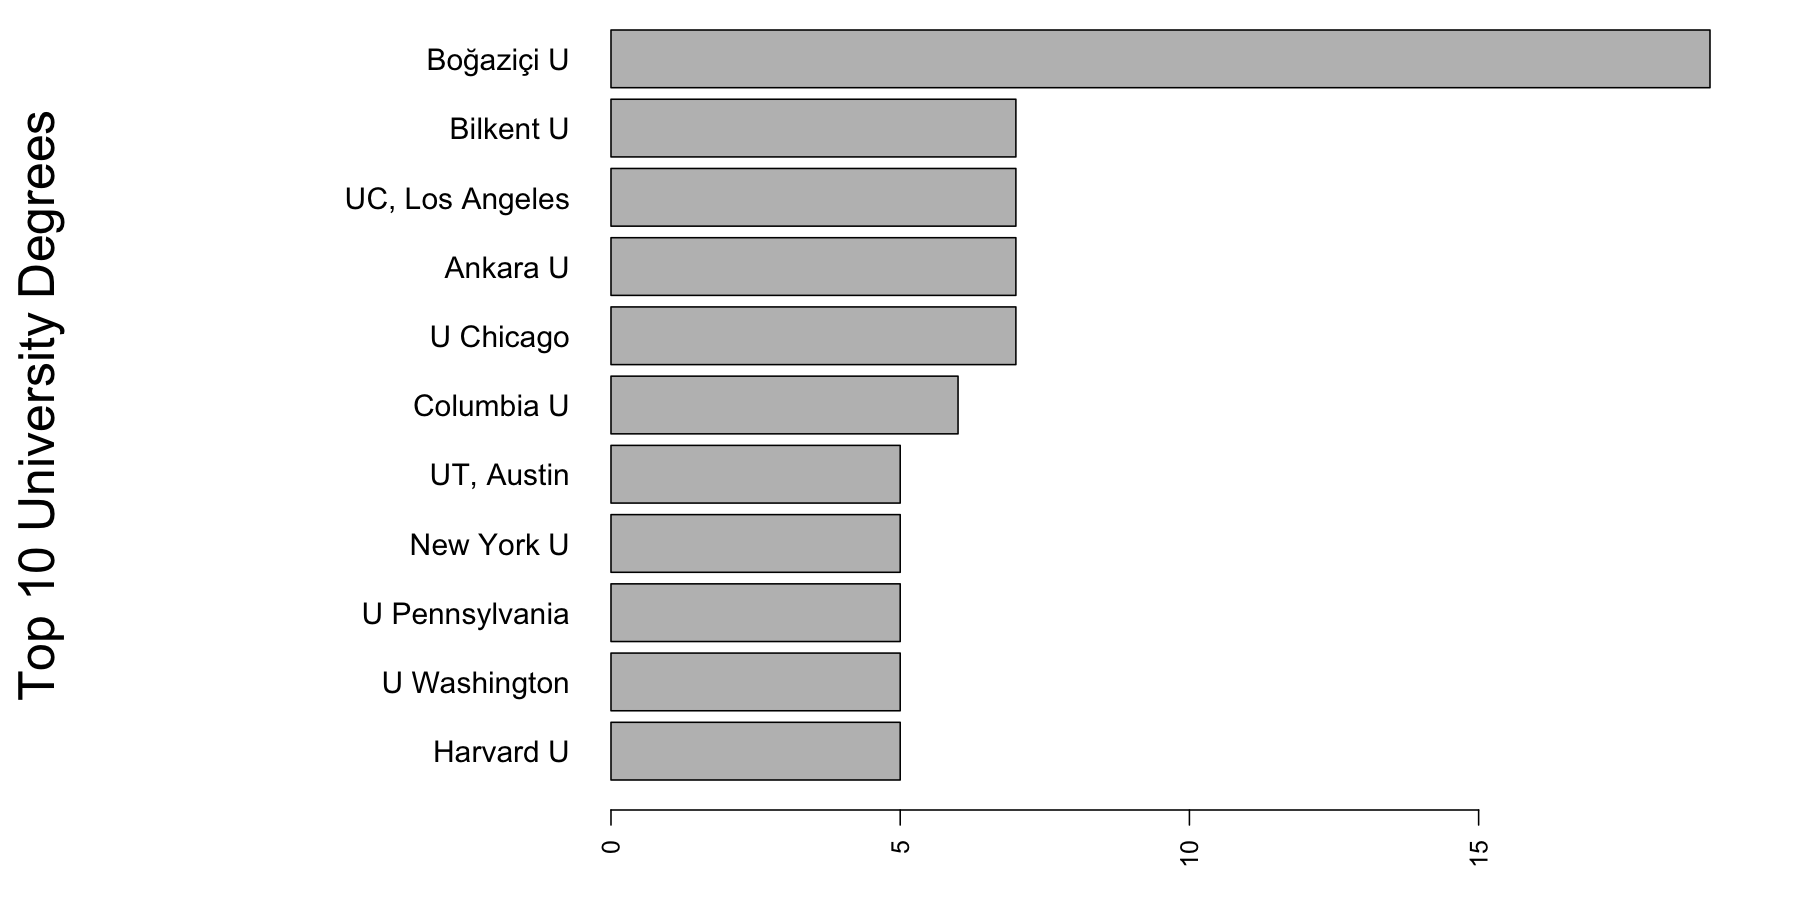 Top 10 University Degrees
Boğaziçi U
Bilkent U
UC, Los Angeles
Ankara U
U Chicago
Columbia U
UT, Austin
New York U
U Pennsylvania
U Washington
Harvard U
0
5
10
15